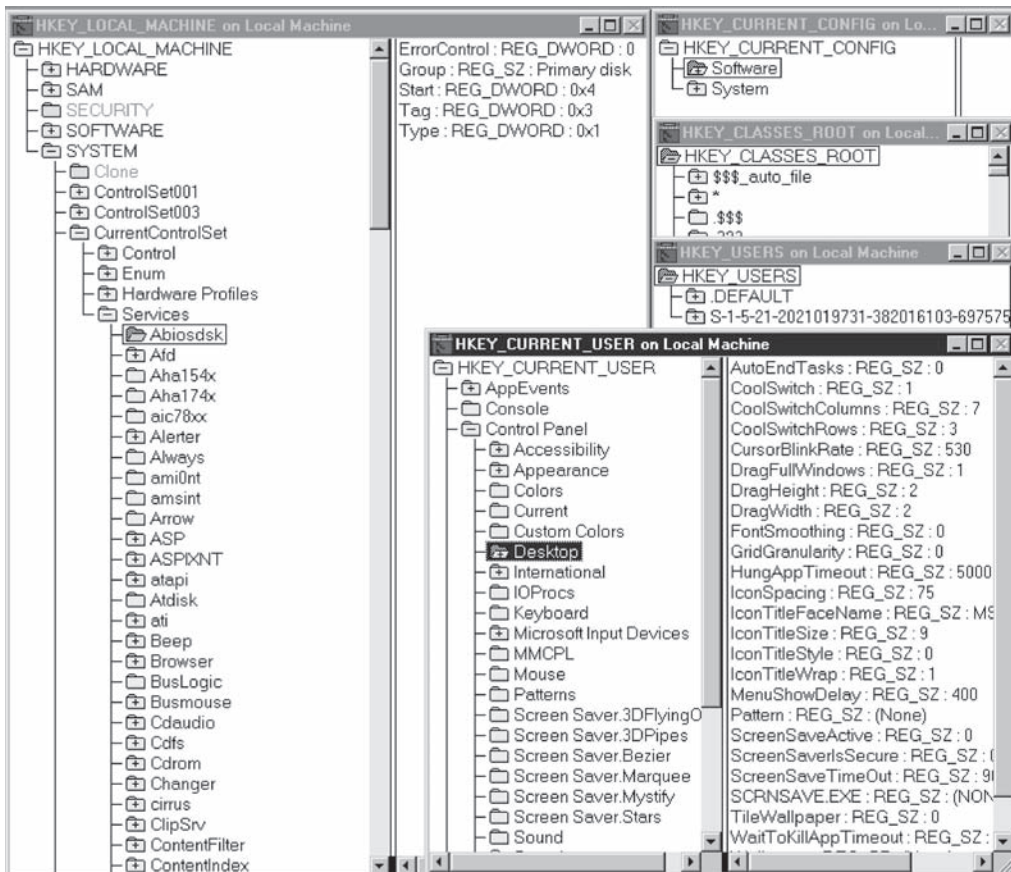 HKEY_LOCAL_MACHINE on Local Machine
HKEY_LOCAL_MACHINE
HARDWARE
SAM
SECURITY
SOFTWARE
SYSTEM
Clone
ControlSet001
ControlSet003
CurrentControlSet
Control
Enum
Hardware Profiles
Services
Abiosdsk
Afd
Aha154x
Aha174x
aic78xx
Alerter
Always
ami0nt
amsint
Arrow
ASP
ASPIXNT
atapi
Atdisk
ati
Beep
Browser
BusLogic
Busmouse
Cdaudio
Cdfs
Cdrom
Changer
cirrus
ClipSrv
ContentFilter
ContentIndex
ErrorControl : REG_DWORD : 0
Group : REG_SZ : Primary disk
Start : REG_DWORD : 0x4
Tag : REG_DWORD : 0x3
Type : REG_DWORD : 0x1
HKEY_CURRENT_CONFIG on Lo...
HKEY_CURRENT_CONFIG
Software
System
HKEY_CLASSES_ROOT on Local...
HKEY_CLASSES_ROOT
$$$_auto_file
*
.$$$
HKEY_USERS on Local Machine
HKEY_USERS
.DEFAULT
S-1-5-21-2021019731-382016103-697575
HKEY_CURRENT_USER on Local Machine
HKEY_CURRENT_USER
AppEvents
Console
Control Panel
Accessibility
Appearance
Colors
Current
Custom Colors
Desktop
International
IOProcs
Keyboard
Microsoft Input Devices
MMCPL
Mouse
Patterns
Screen Saver.3DFlyingO
Screen Saver.3DPipes
Screen Saver.Bezier
Screen Saver.Marquee
Screen Saver.Mystify
Screen Saver.Stars
Sound
AutoEndTasks : REG_SZ : 0
CoolSwitch : REG_SZ : 1
CoolSwitchColumns : REG_SZ : 7
CoolSwitchRows : REG_SZ : 3
CursorBlinkRate : REG_SZ : 530
DragFullWindows : REG_SZ : 1
DragHeight : REG_SZ : 2
DragWidth : REG_SZ : 2
FontSmoothing : REG_SZ : 0
GridGranularity : REG_SZ : 0
HungAppTimeout : REG_SZ : 5000
IconSpacing : REG_SZ : 75
IconTitleFaceName : REG_SZ : MS
IconTitleSize : REG_SZ : 9
IconTitleStyle : REG_SZ : 0
IconTitleWrap : REG_SZ : 1
MenuShowDelay : REG_SZ : 400
Pattern : REG_SZ : (None)
ScreenSaveActive : REG_SZ : 0
ScreenSaverIsSecure : REG_SZ :
ScreenSaveTimeOut : REG_SZ : 9
SCRNSAVE.EXE : REG_SZ : (NON
TileWallpaper : REG_SZ : 0
WaitToKillAppTimeout : REG_SZ :